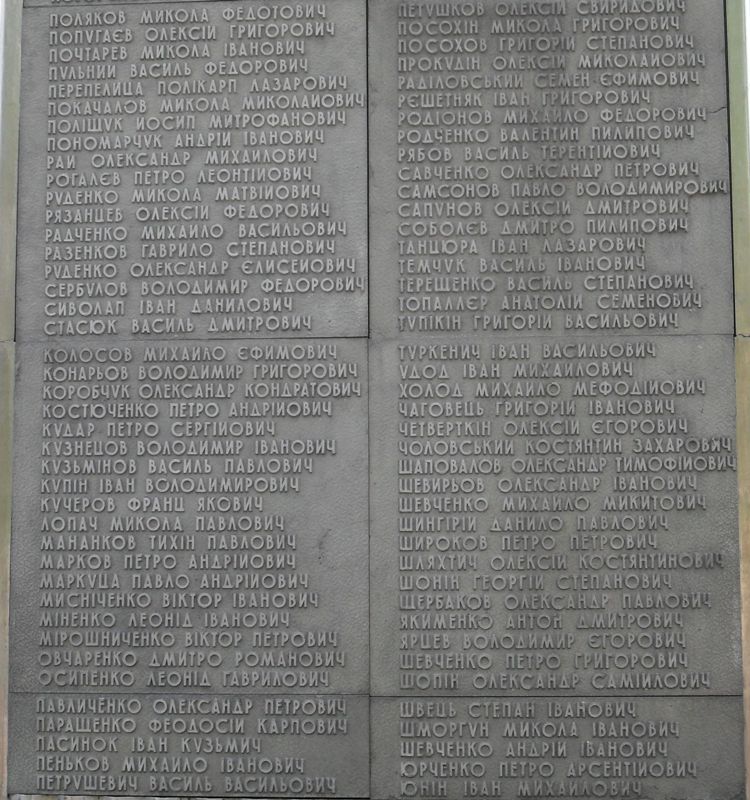 ПОЛЯКОВ МИКОЛА ФЕДОТОВИЧ
ПОПУГАЄВ ОЛЕКСІЙ ГРИГОРОВИЧ
ПОЧТАРЕВ МИКОЛА ІВАНОВИЧ
ПУЛЬНИЙ ВАСИЛЬ ФЕДОРОВИЧ
ПЕРЕПЕЛИЦА ПОЛІКАРП ЛАЗАРОВИЧ
ПОКАЧАЛОВ МИКОЛА МИКОЛАЙОВИЧ
ПОЛІЩУК ЙОСИП МИТРОФАНОВИЧ
ПОНОМАРЧУК АНДРІЙ ІВАНОВИЧ
РАЙ ОЛЕКСАНДР МИХАЙЛОВИЧ
РОГАЛЄВ ПЕТРО ЛЕОНТІЙОВИЧ
РУДЕНКО МИКОЛА МАТВІЙОВИЧ
РЯЗАНЦЕВ ОЛЕКСІЙ ФЕДОРОВИЧ
РАДЧЕНКО МИХАЙЛО ВАСИЛЬОВИЧ
РАЗЕНКОВ ГАВРИЛО СТЕПАНОВИЧ
РУДЕНКО ОЛЕКСАНДР ЄЛИСЕЙОВИЧ
СЕРБУЛОВ ВОЛОДИМИР ФЕДОРОВИЧ
СИВОЛАП ІВАН ДАНИЛОВИЧ
СТАСЮК ВАСИЛЬ ДМИТРОВИЧ
КОЛОСОВ МИХАЙЛО ЄФИМОВИЧ
КОНАРЬОВ ВОЛОДИМИР ГРИГОРОВИЧ
КОРОБЧУК ОЛЕКСАНДР КОНДРАТОВИЧ
КОСТЮЧЕНКО ПЕТРО АНДРІЙОВИЧ
КУДАР ПЕТРО СЕРГІЙОВИЧ
КУЗНЕЦОВ ВОЛОДИМИР ІВАНОВИЧ
КУЗЬМІНОВ ВАСИЛЬ ПАВЛОВИЧ
КУПІН ІВАН ВОЛОДИМИРОВИЧ
КУЧЕРОВ ФРАНЦ ЯКОВИЧ
ЛОПАЧ МИКОЛА ПАВЛОВИЧ
МАНАНКОВ ТИХІН ПАВЛОВИЧ
МАРКОВ ПЕТРО АНДРІЙОВИЧ
МАРКУЦА ПАВЛО АНДРІЙОВИЧ
МИСНІЧЕНКО ВІКТОР ІВАНОВИЧ
МІНЕНКО ЛЕОНІД ІВАНОВИЧ
МІРОШНИЧЕНКО ВІКТОР ПЕТРОВИЧ
ОВЧАРЕНКО ДМИТРО РОМАНОВИЧ
ОСИПЕНКО ЛЕОНІД ГАВРИЛОВИЧ
ПАВЛИЧЕНКО ОЛЕКСАНДР ПЕТРОВИЧ
ПАРАЩЕНКО ФЕОДОСІЙ КАРПОВИЧ
ПАСИНОК ІВАН КУЗЬМИЧ
ПЕНЬКОВ МИХАЙЛО ІВАНОВИЧ
ПЕТРУШЕВИЧ ВАСИЛЬ ВАСИЛЬОВИЧ
ПЕТУШКОВ ОЛЕКСІЙ СВИРИДОВИЧ
ПОСОХІН МИКОЛА ГРИГОРОВИЧ
ПОСОХОВ ГРИГОРІЙ СТЕПАНОВИЧ
ПРОКУДІН ОЛЕКСІЙ МИКОЛАЙОВИЧ
РАДІЛОВСЬКИЙ СЕМЕН ЄФИМОВИЧ
РЄШЕТНЯК ІВАН ГРИГОРОВИЧ
РОДІОНОВ МИХАЙЛО ФЕДОРОВИЧ
РОДЧЕНКО ВАЛЕНТИН ПИЛИПОВИЧ
РЯБОВ ВАСИЛЬ ТЕРЕНТІЙОВИЧ
САВЧЕНКО ОЛЕКСАНДР ПЕТРОВИЧ
САМСОНОВ ПАВЛО ВОЛОДИМИРОВИЧ
САПУНОВ ОЛЕКСІЙ ДМИТРОВИЧ
СОБОЛЄВ ДМИТРО ПИЛИПОВИЧ
ТАНЦЮРА ІВАН ЛАЗАРОВИЧ
ТЕМЧУК ВАСИЛЬ ІВАНОВИЧ
ТЕРЕЩЕНКО ВАСИЛЬ СТЕПАНОВИЧ
ТОПАЛЛЄР АНАТОЛІЙ СЕМЕНОВИЧ
ТУПІКІН ГРИГОРІЙ ВАСИЛЬОВИЧ
ТУРКЕНИЧ ІВАН ВАСИЛЬОВИЧ
УДОД ІВАН МИХАЙЛОВИЧ
ХОЛОД МИХАЙЛО МЕФОДІЙОВИЧ
ЧАГОВЕЦЬ ГРИГОРІЙ ІВАНОВИЧ
ЧЕТВЕРТКІН ОЛЕКСІЙ ЄГОРОВИЧ
ЧОЛОВСЬКИЙ КОСТЯНТИН ЗАХАРОВИЧ
ШАПОВАЛОВ ОЛЕКСАНДР ТИМОФІЙОВИЧ
ШЕВИРЬОВ ОЛЕКСАНДР ІВАНОВИЧ
ШЕВЧЕНКО МИХАЙЛО МИКИТОВИЧ
ШИНГІРІЙ ДАНИЛО ПАВЛОВИЧ
ШИРОКОВ ПЕТРО ПЕТРОВИЧ
ШЛЯХТИЧ ОЛЕКСІЙ КОСТЯНТИНОВИЧ
ШОНІН ГЕОРГІЙ СТЕПАНОВИЧ
ЩЕРБАКОВ ОЛЕКСАНДР ПАВЛОВИЧ
ЯКИМЕНКО АНТОН ДМИТРОВИЧ
ЯРЦЕВ ВОЛОДИМИР ЄГОРОВИЧ
ШЕВЧЕНКО ПЕТРО ГРИГОРОВИЧ
ШОПІН ОЛЕКСАНДР САМІЙЛОВИЧ
ШВЕЦЬ СТЕПАН ІВАНОВИЧ
ШМОРГУН МИКОЛА ІВАНОВИЧ
ШЕВЧЕНКО АНДРІЙ ІВАНОВИЧ
ЮРЧЕНКО ПЕТРО АРСЕНТІЙОВИЧ
ЮНІН ІВАН МИХАЙЛОВИЧ